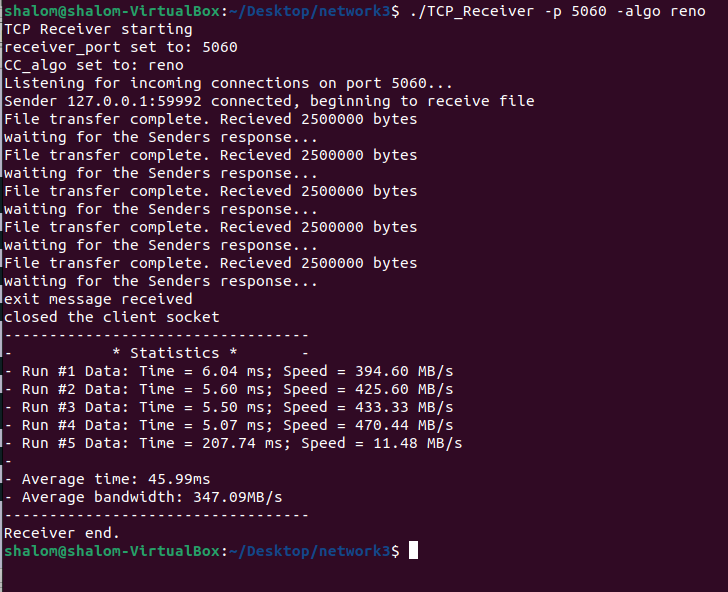 shalom@shalom-VirtualBox:~/Desktop/network3$ ./TCP_Receiver -p 5060 -algo reno
TCP Receiver starting
receiver_port set to: 5060
CC_algo set to: reno
Listening for incoming connections on port 5060...
Sender 127.0.0.1:59992 connected, beginning to receive file
File transfer complete. Recieved 2500000 bytes
waiting for the Senders response...
File transfer complete. Recieved 2500000 bytes
waiting for the Senders response...
File transfer complete. Recieved 2500000 bytes
waiting for the Senders response...
File transfer complete. Recieved 2500000 bytes
waiting for the Senders response...
File transfer complete. Recieved 2500000 bytes
waiting for the Senders response...
exit message received
closed the client socket
----------------------------------
-           * Statistics *       -
- Run #1 Data: Time = 6.04 ms; Speed = 394.60 MB/s
- Run #2 Data: Time = 5.60 ms; Speed = 425.60 MB/s
- Run #3 Data: Time = 5.50 ms; Speed = 433.33 MB/s
- Run #4 Data: Time = 5.07 ms; Speed = 470.44 MB/s
- Run #5 Data: Time = 207.74 ms; Speed = 11.48 MB/s
-
- Average time: 45.99ms
- Average bandwidth: 347.09MB/s
----------------------------------
Receiver end.
shalom@shalom-VirtualBox:~/Desktop/network3$